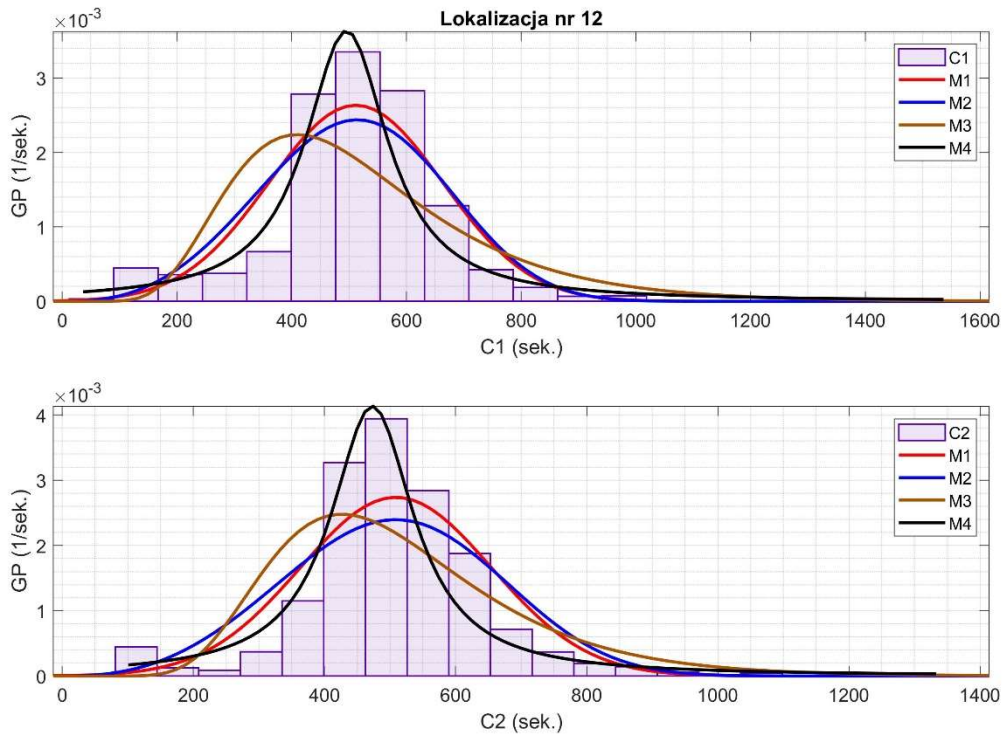 Lokalizacja nr 12
×10-3
3
2
1
0
GP (1/sek.)
C1
M1
M2
M3
M4
0 200 400 600 800 1000 1200 1400 1600
C1 (sek.)
×10-3
4
3
2
1
0
GP (1/sek.)
C2
M1
M2
M3
M4
0 200 400 600 800 1000 1200 1400
C2 (sek.)